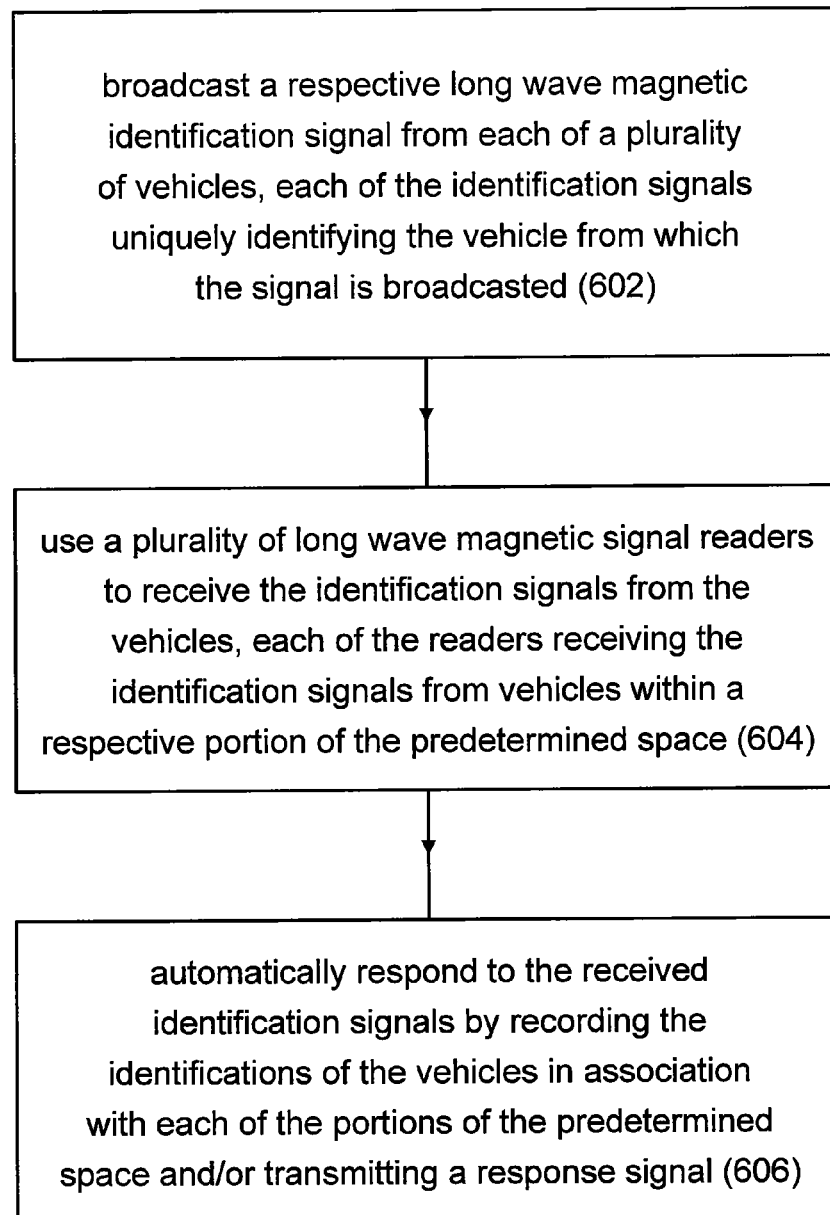 broadcast a respective long wave magnetic
identification signal from each of a plurality
of vehicles, each of the identification signals
uniquely identifying the vehicle from which
the signal is broadcasted (602)
use a plurality of long wave magnetic signal readers
to receive the identification signals from the
vehicles, each of the readers receiving the
identification signals from vehicles within a
respective portion of the predetermined space (604)
automatically respond to the received
identification signals by recording the
identifications of the vehicles in association
with each of the portions of the predetermined
space and/or transmitting a response signal (606)